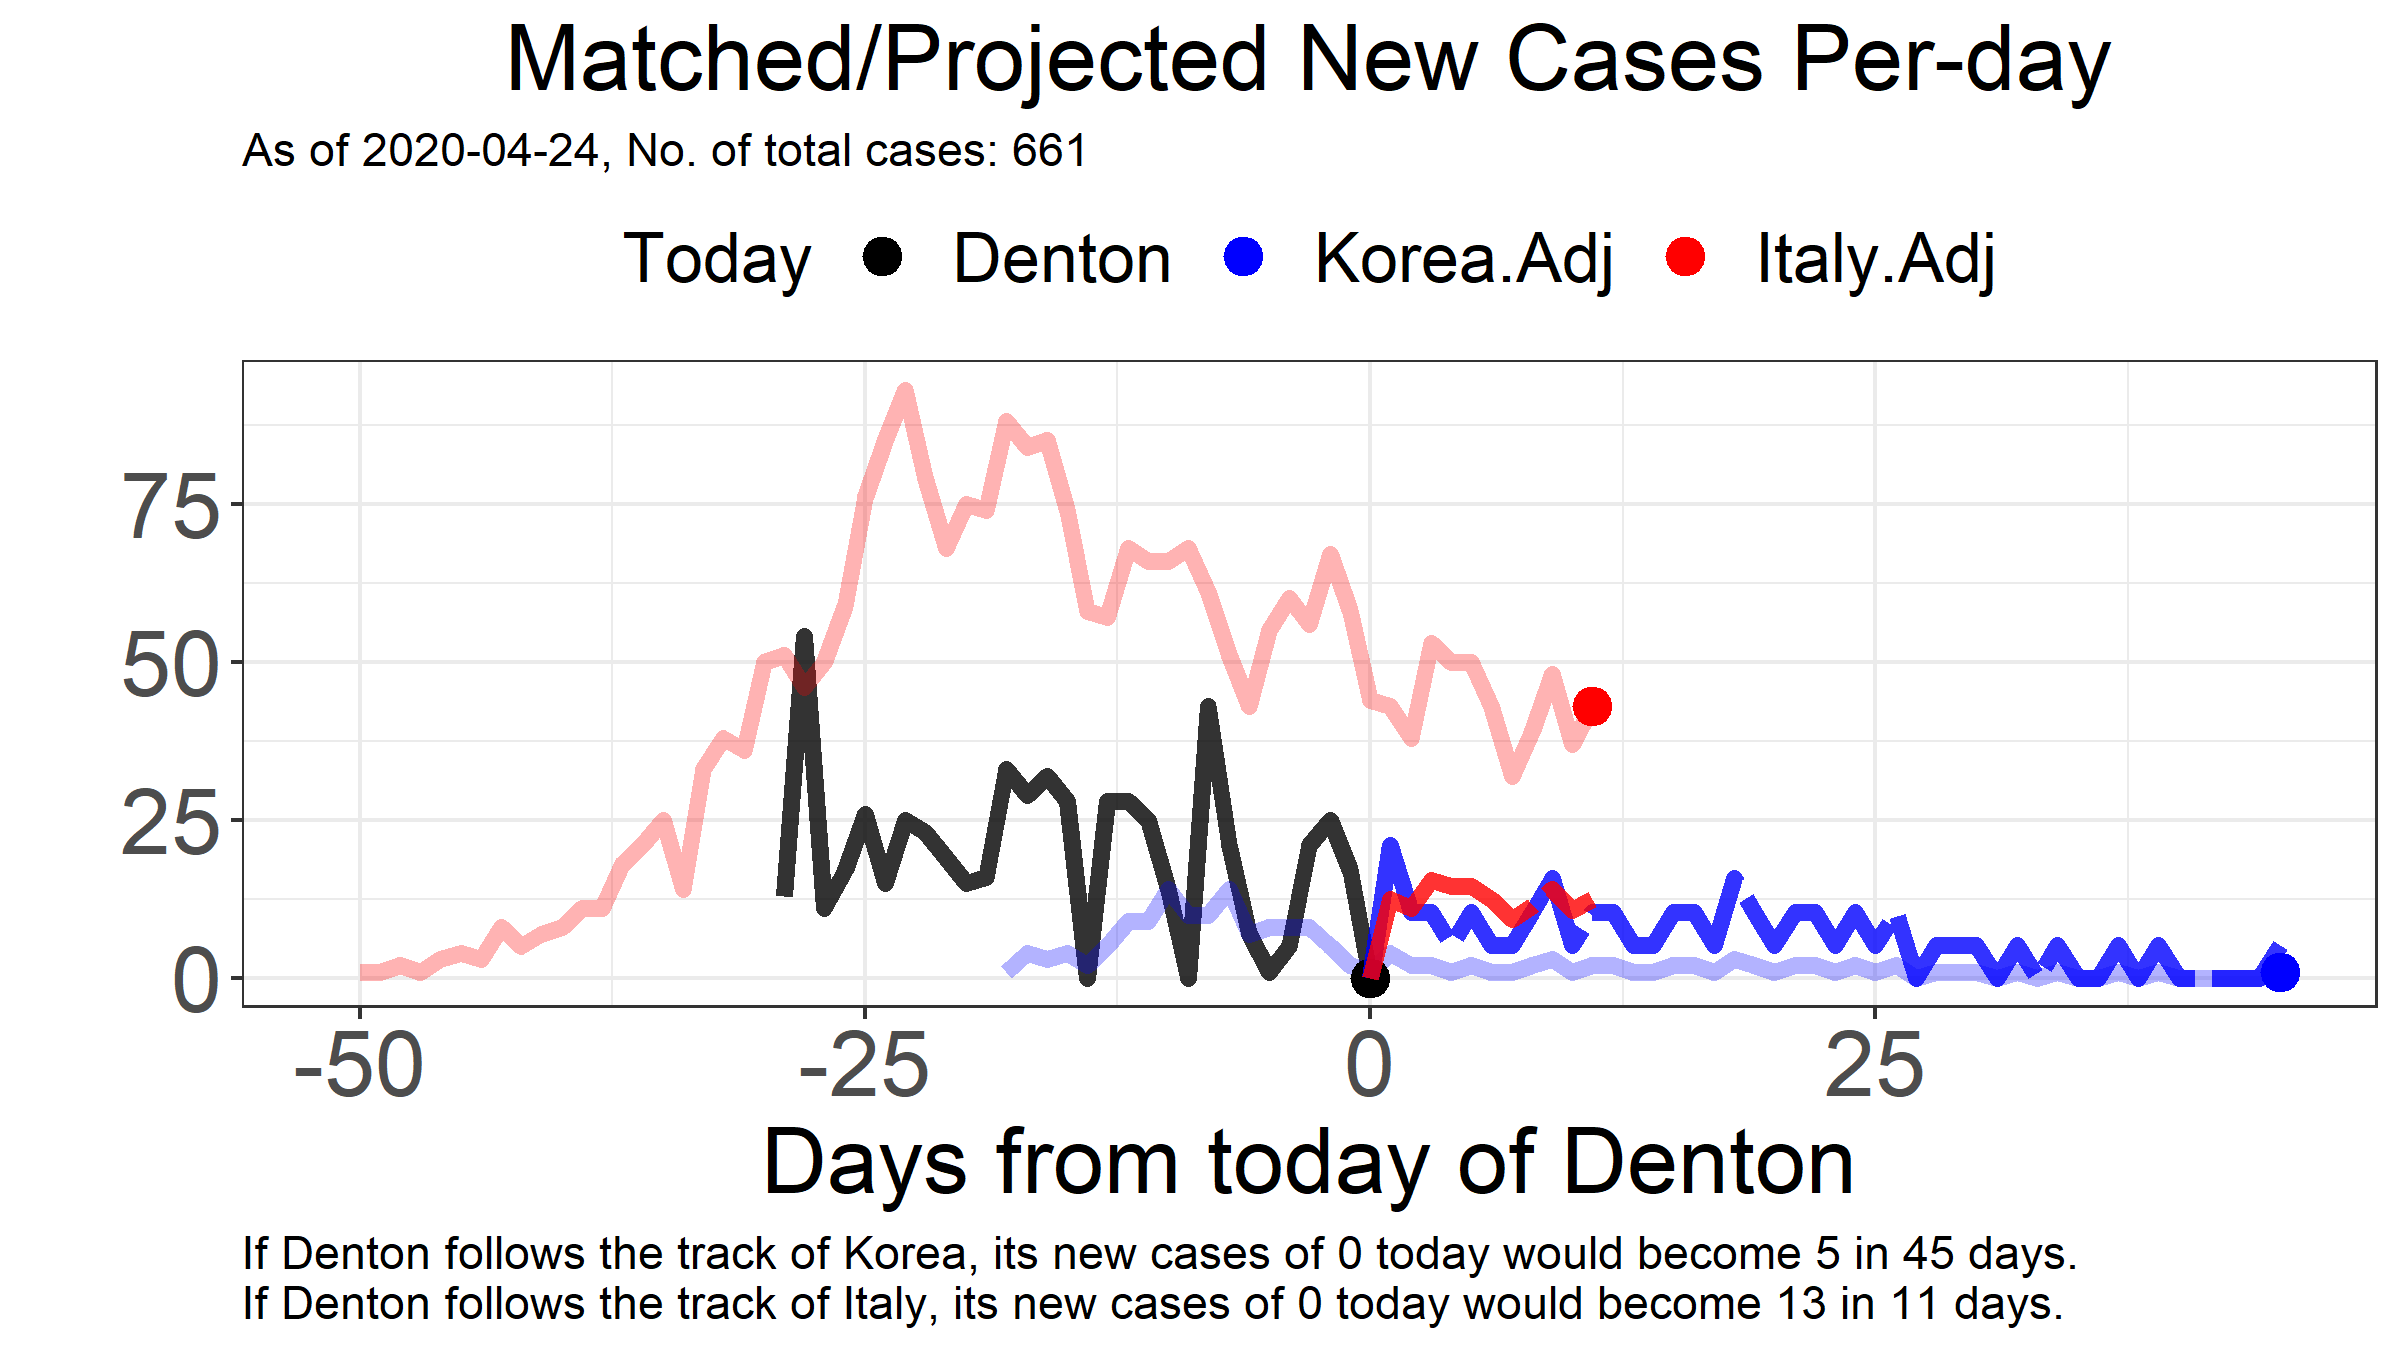 Matched/Projected New Cases Per-day
As of 2020-04-24, No. of total cases: 661
Today Denton Korea.Adj Italy.Adj
75
50
25
0
-50 -25 0 25
Days from today of Denton
If Denton follows the track of Korea, its new cases of 0 today would become 5 in 45 days.
If Denton follows the track of Italy, its new cases of 0 today would become 13 in 11 days.